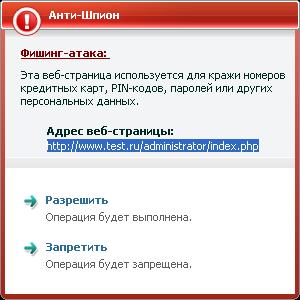 Анти-Шпион
Фишинг-атака:
Эта веб-страница используется для кражи номеров
кредитных карт, PIN-кодов, паролей или других
персональных данных.
Адрес веб-страницы:
http://www.test.ru/administrator/index.php
Разрешить
Операция будет выполнена.
Запретить
Операция будет запрещена.